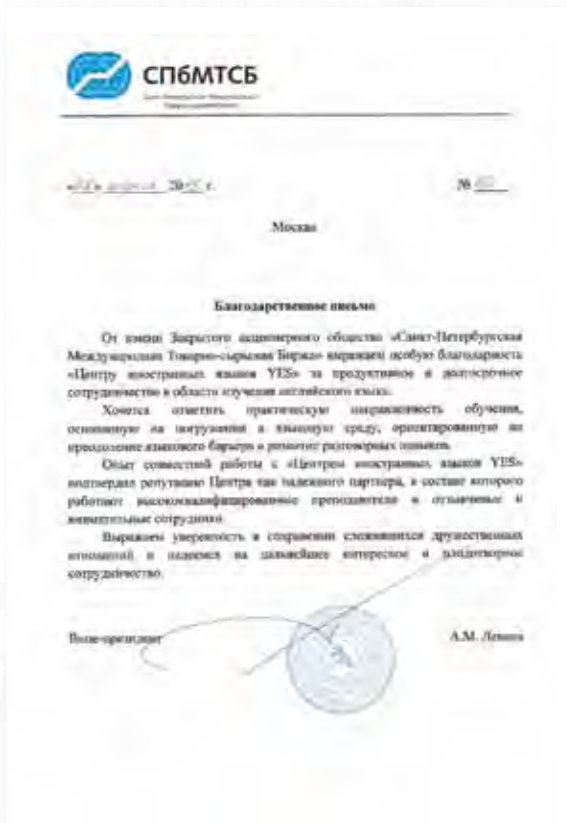 СПбМТСБ
20 г.
№
Москва
Благодарственное письмо
От имени Закрытого акционерного общества «Санкт-Петербургская
Международная Товарно-сырьевая Биржа» выражаем особую благодарность
«Центру иностранных языков YES» за продуктивное и долгосрочное
сотрудничество в области изучения английского языка.
Хочется отметить практическую направленность обучения,
основанную на погружении в языковую среду, ориентированную на
преодоление языкового барьера и развитие разговорных навыков.
Опыт совместной работы с «Центром иностранных языков YES»
подтвердил репутацию Центра как надежного партнера, в составе которого
работают высококвалифицированные преподаватели и отзывчивые и
внимательные сотрудники.
Выражаем уверенность в сохранении сложившихся дружественных
отношений и надеемся на дальнейшее интересное и плодотворное
сотрудничество.
Вице-президент
А.М.